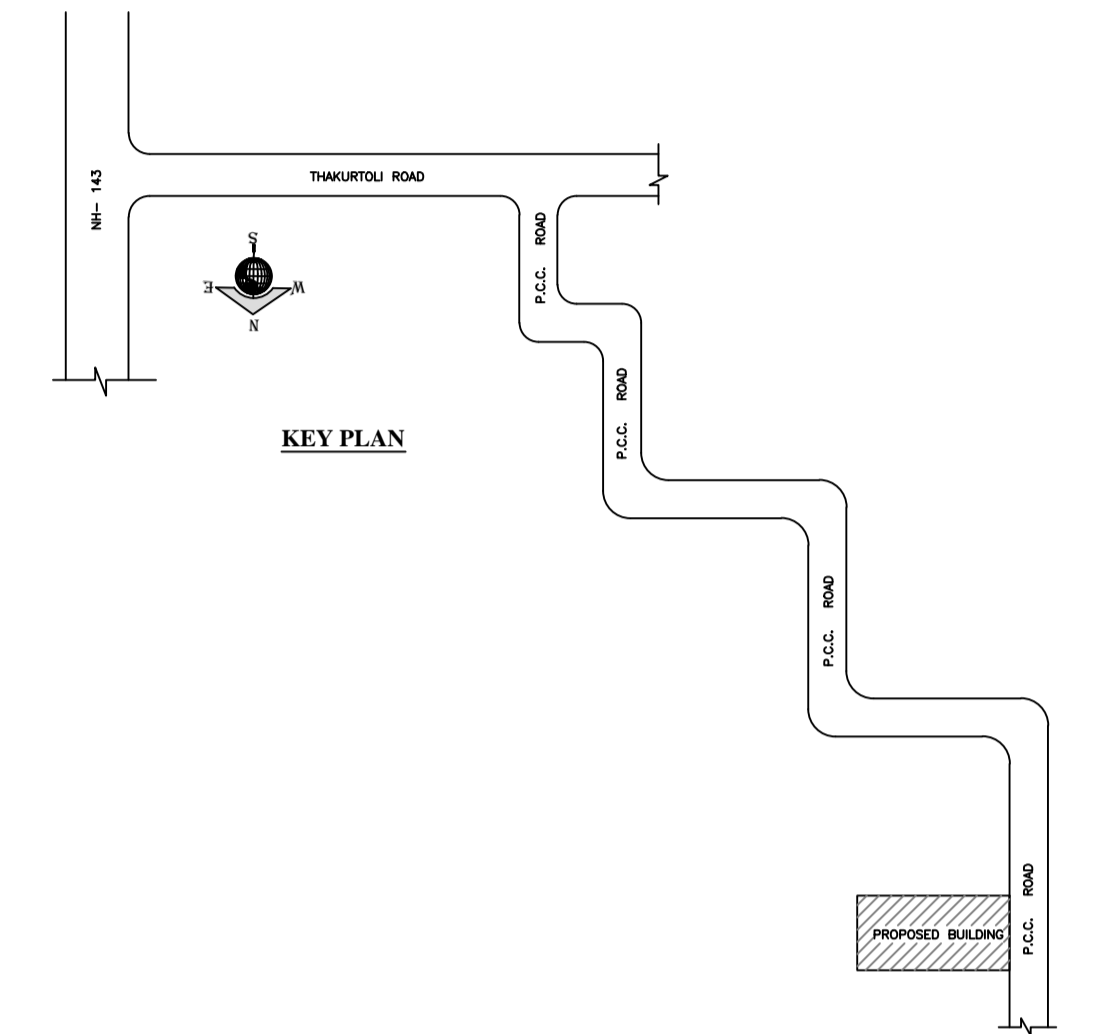 NH- 143
THAKURTOLI ROAD
P.C.C. ROAD
S
E
W
N
P.C.C. ROAD
KEY PLAN
P.C.C. ROAD
P.C.C. ROAD
PROPOSED BUILDING